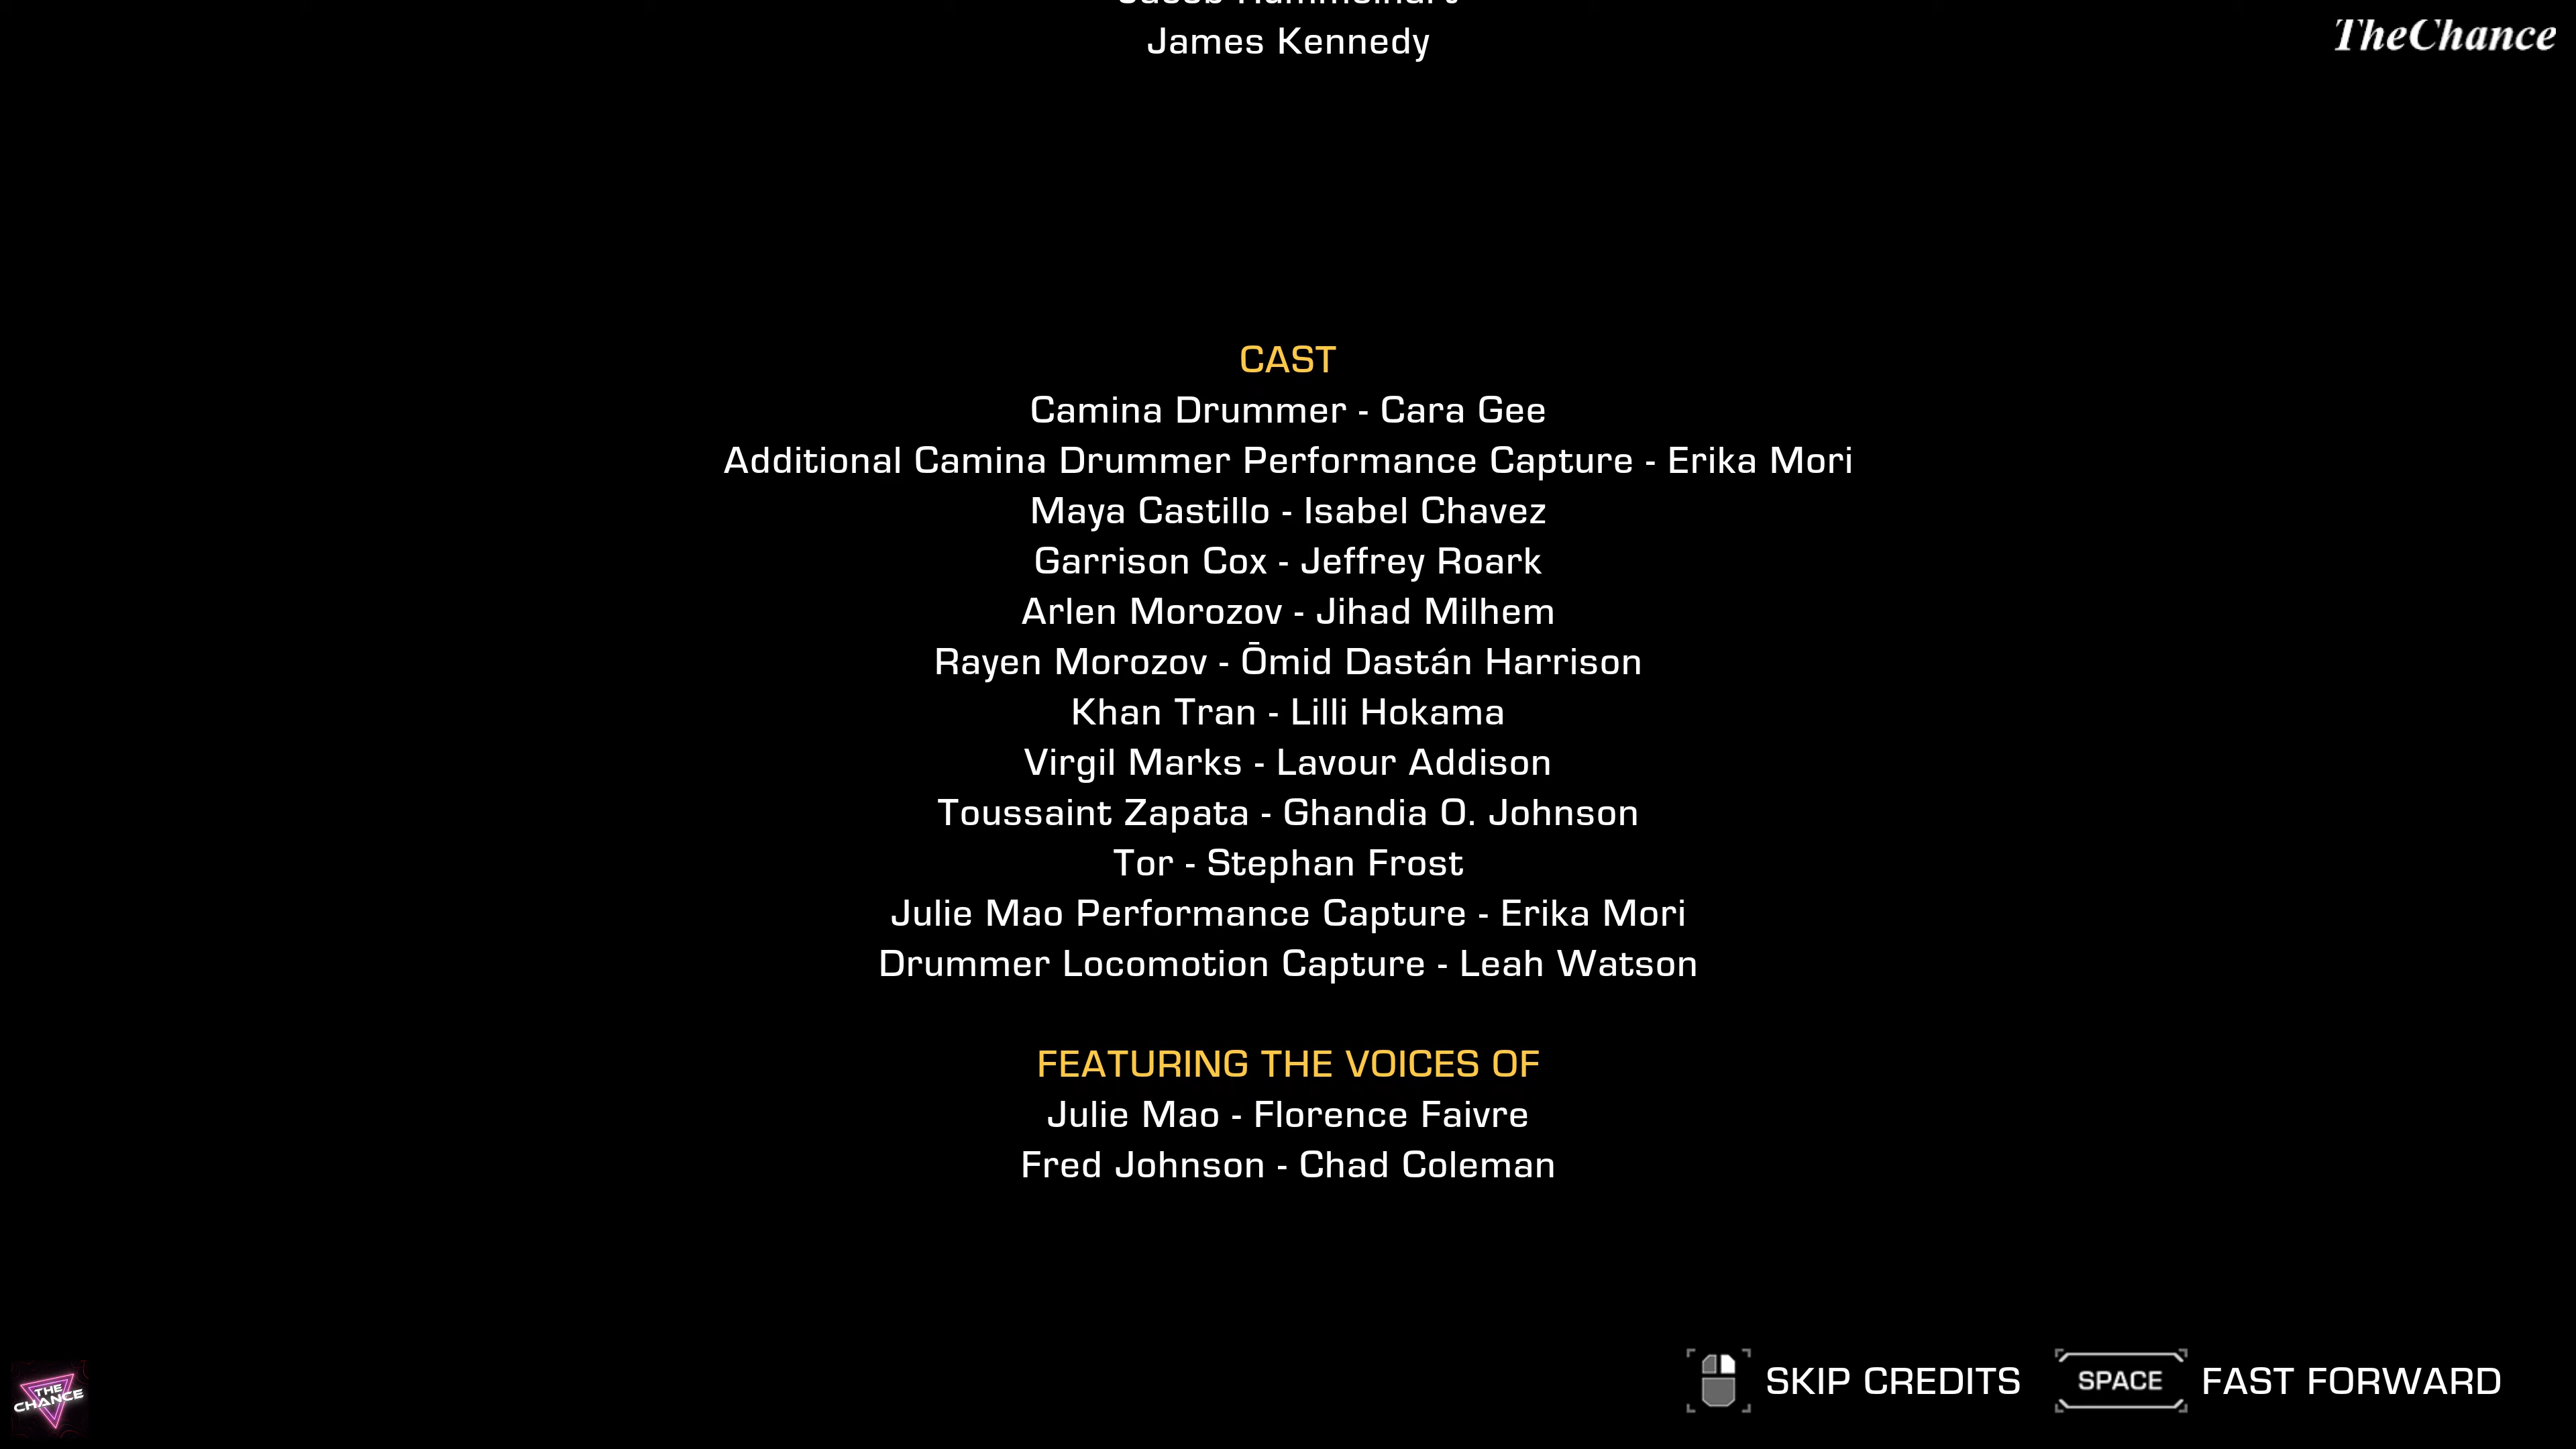 James Kennedy
TheChance
CAST
Camina Drummer - Cara Gee
Additional Camina Drummer Performance Capture - Erika Mori
Maya Castillo - Isabel Chavez
Garrison Cox - Jeffrey Roark
Arlen Morozov - Jihad Milhem
Rayen Morozov - Ōmid Dastán Harrison
Khan Tran - Lilli Hokama
Virgil Marks - Lavour Addison
Toussaint Zapata - Ghandia O. Johnson
Tor - Stephan Frost
Julie Mao Performance Capture - Erika Mori
Drummer Locomotion Capture - Leah Watson
FEATURING THE VOICES OF
Julie Mao - Florence Faivre
Fred Johnson - Chad Coleman
THE
CHANCE
SKIP CREDITS
SPACE
FAST FORWARD